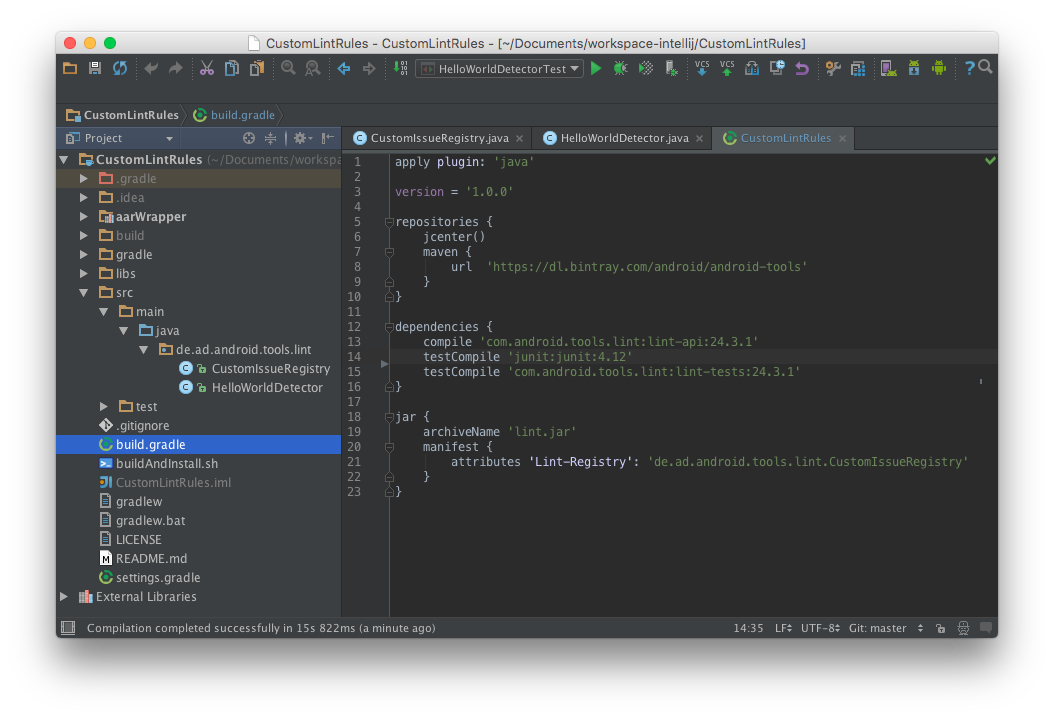 CustomLintRules - CustomLintRules - [~/Documents/workspace-intellij/CustomLintRules]
HelloWorldDetectorTest
VCS VCS
CustomLintRules build.gradle
Project
CustomIssueRegistry.java HelloWorldDetector.java CustomLintRules
CustomLintRules (~/Documents/workspa
.gradle
.idea
aarWrapper
build
gradle
libs
src
main
java
de.ad.android.tools.lint
CustomIssueRegistry
HelloWorldDetector
test
.gitignore
build.gradle
buildAndInstall.sh
CustomLintRules.iml
gradlew
gradlew.bat
LICENSE
README.md
settings.gradle
External Libraries
1 apply plugin: 'java'
2
3 version = '1.0.0'
4
5 repositories {
6 jcenter()
7 maven {
8 url 'https://dl.bintray.com/android/android-tools'
9 }
10 }
11
12 dependencies {
13 compile 'com.android.tools.lint:lint-api:24.3.1'
14 testCompile 'junit:junit:4.12'
15 testCompile 'com.android.tools.lint:lint-tests:24.3.1'
16 }
17
18 jar {
19 archiveName 'lint.jar'
20 manifest {
21 attributes 'Lint-Registry': 'de.ad.android.tools.lint.CustomIssueRegistry'
22 }
23 }
Compilation completed successfully in 15s 822ms (a minute ago) 14:35 LF UTF-8 Git: master